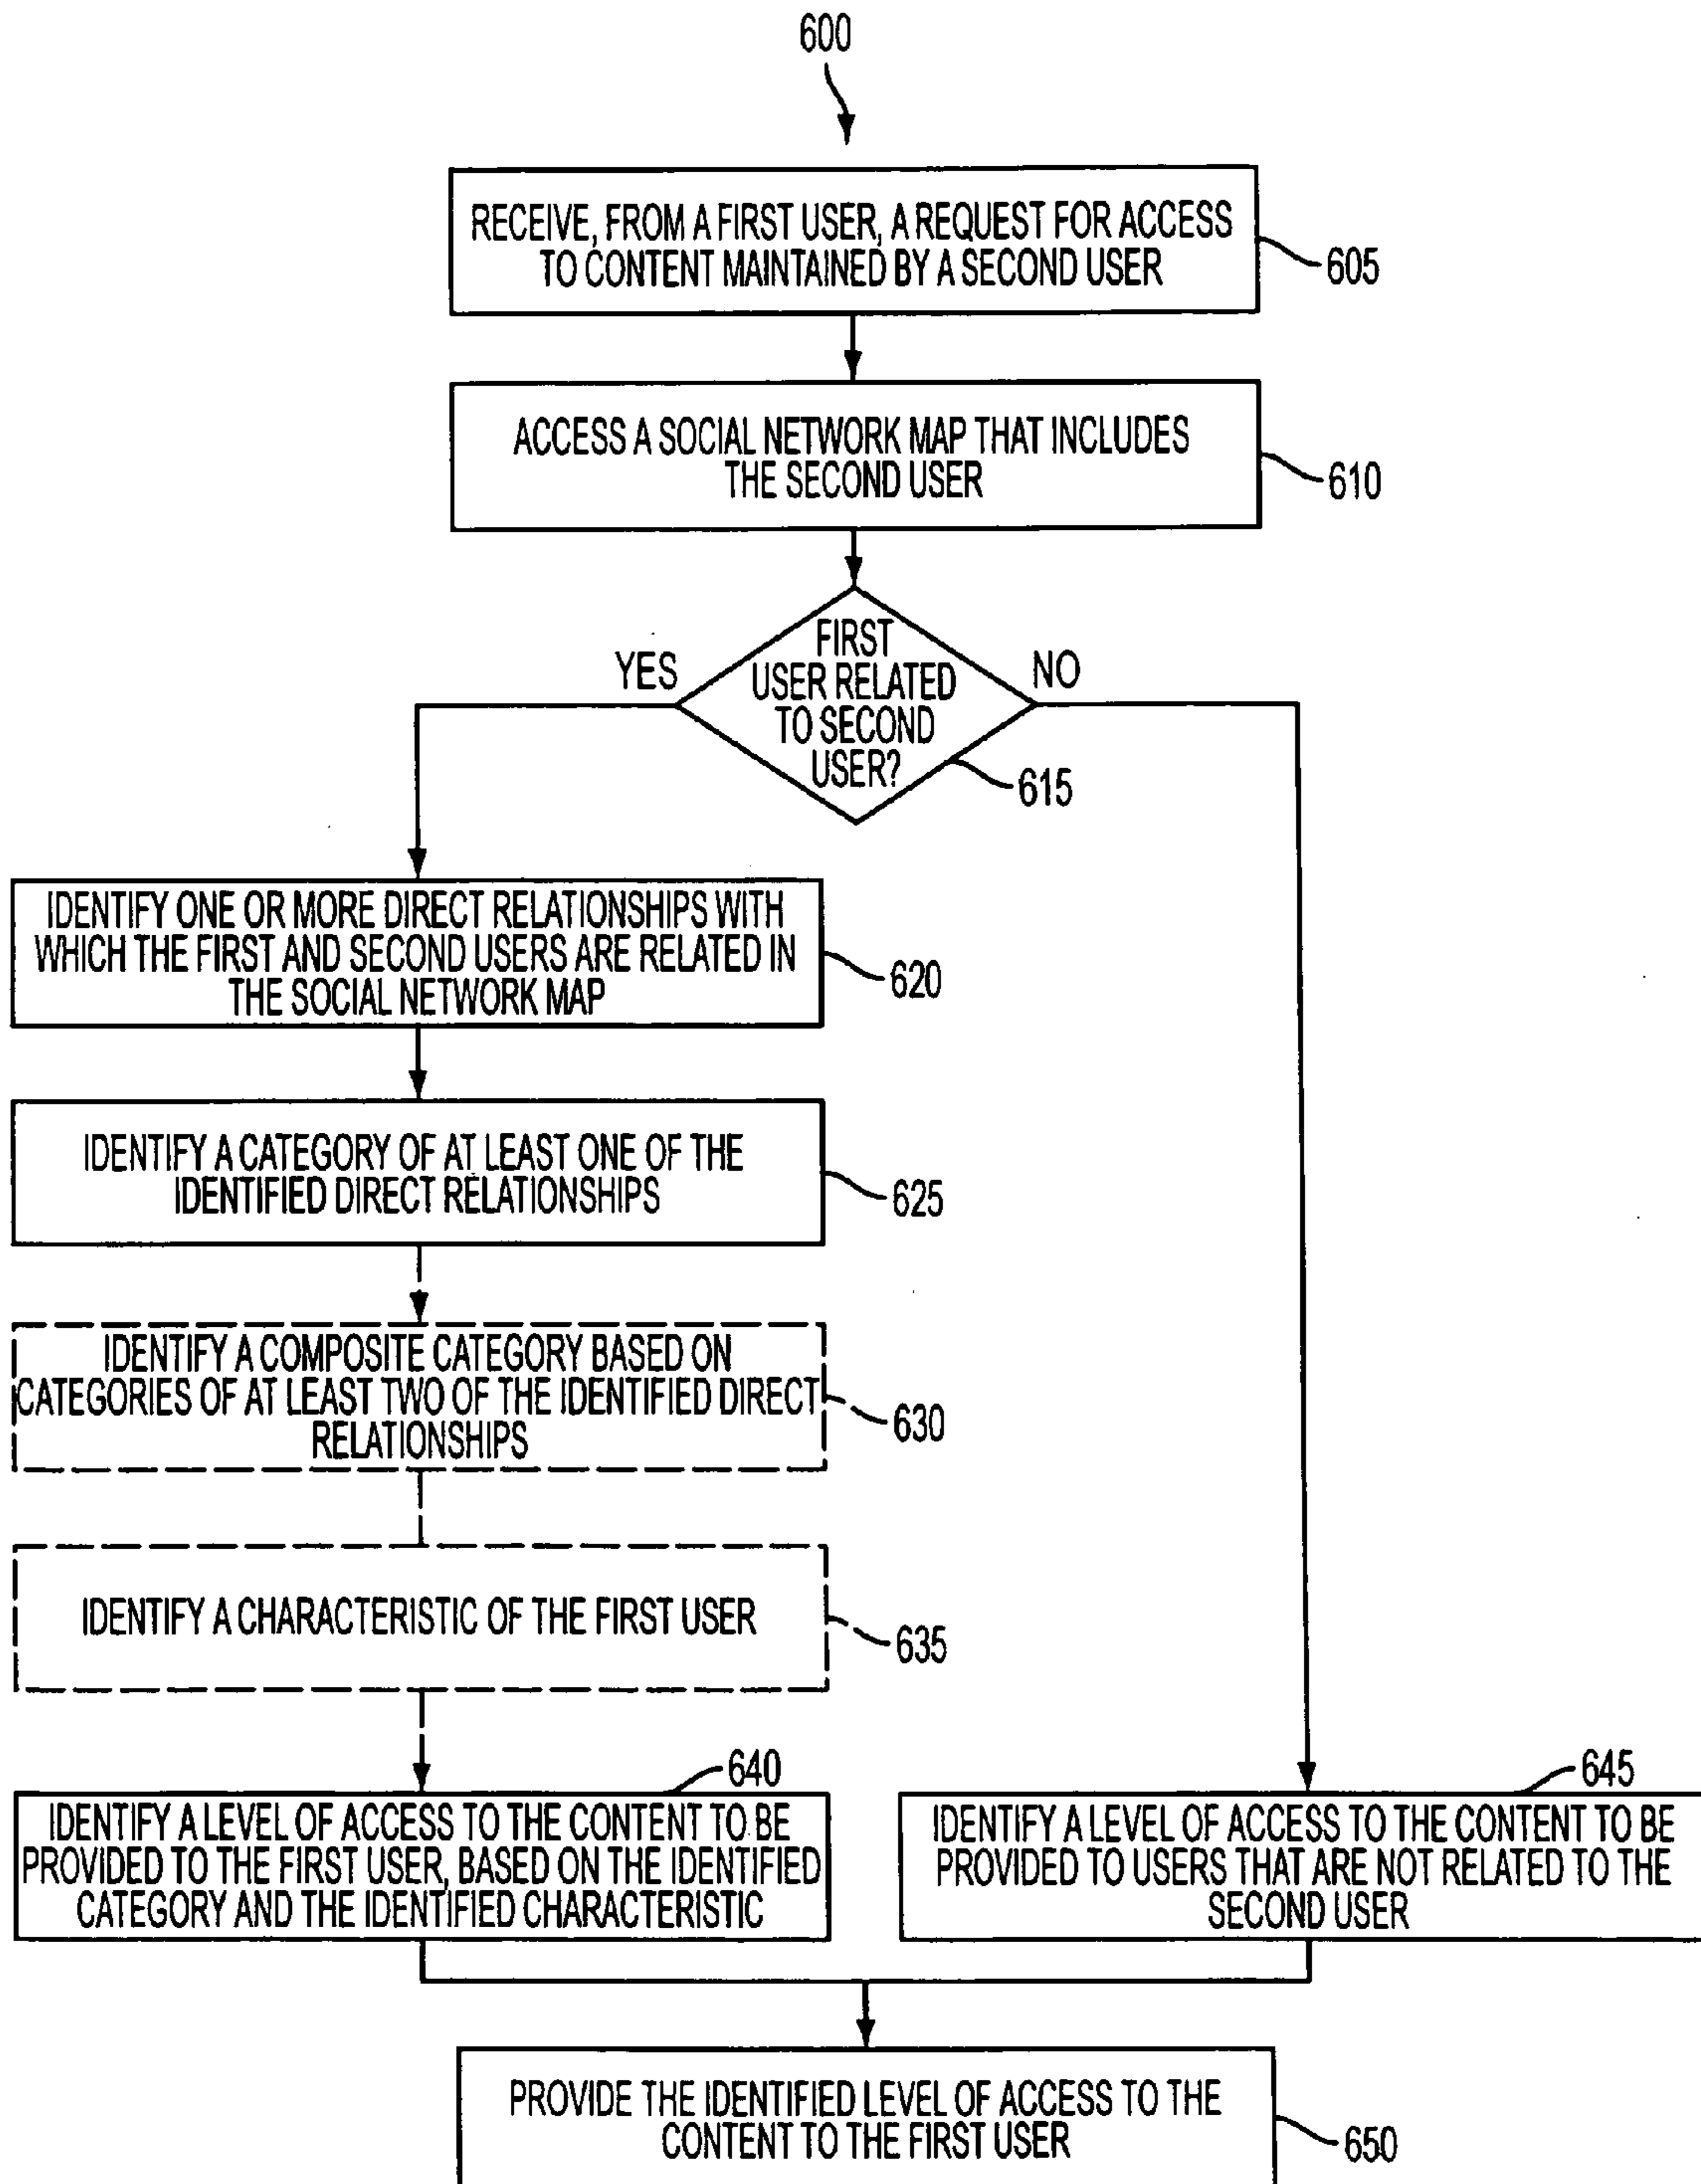 600
RECEIVE, FROM A FIRST USER, A REQUEST FOR ACCESS
TO CONTENT MAINTAINED BY A SECOND USER
605
ACCESS A SOCIAL NETWORK MAP THAT INCLUDES
THE SECOND USER
610
FIRST
USER RELATED
TO SECOND
USER?
YES
NO
615
IDENTIFY ONE OR MORE DIRECT RELATIONSHIPS WITH
WHICH THE FIRST AND SECOND USERS ARE RELATED IN
THE SOCIAL NETWORK MAP
620
IDENTIFY A CATEGORY OF AT LEAST ONE OF THE
IDENTIFIED DIRECT RELATIONSHIPS
625
IDENTIFY A COMPOSITE CATEGORY BASED ON
CATEGORIES OF AT LEAST TWO OF THE IDENTIFIED DIRECT
RELATIONSHIPS
630
IDENTIFY A CHARACTERISTIC OF THE FIRST USER
635
640
IDENTIFY A LEVEL OF ACCESS TO THE CONTENT TO BE
PROVIDED TO THE FIRST USER, BASED ON THE IDENTIFIED
CATEGORY AND THE IDENTIFIED CHARACTERISTIC
645
IDENTIFY A LEVEL OF ACCESS TO THE CONTENT TO BE
PROVIDED TO USERS THAT ARE NOT RELATED TO THE
SECOND USER
PROVIDE THE IDENTIFIED LEVEL OF ACCESS TO THE
CONTENT TO THE FIRST USER
650